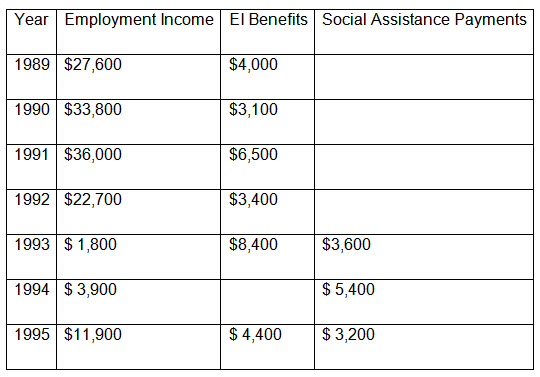 Year Employment Income EI Benefits Social Assistance Payments
1989 $27,600 $4,000
1990 $33,800 $3,100
1991 $36,000 $6,500
1992 $22,700 $3,400
1993 $ 1,800 $8,400 $3,600
1994 $ 3,900 $ 5,400
1995 $11,900 $ 4,400 $ 3,200